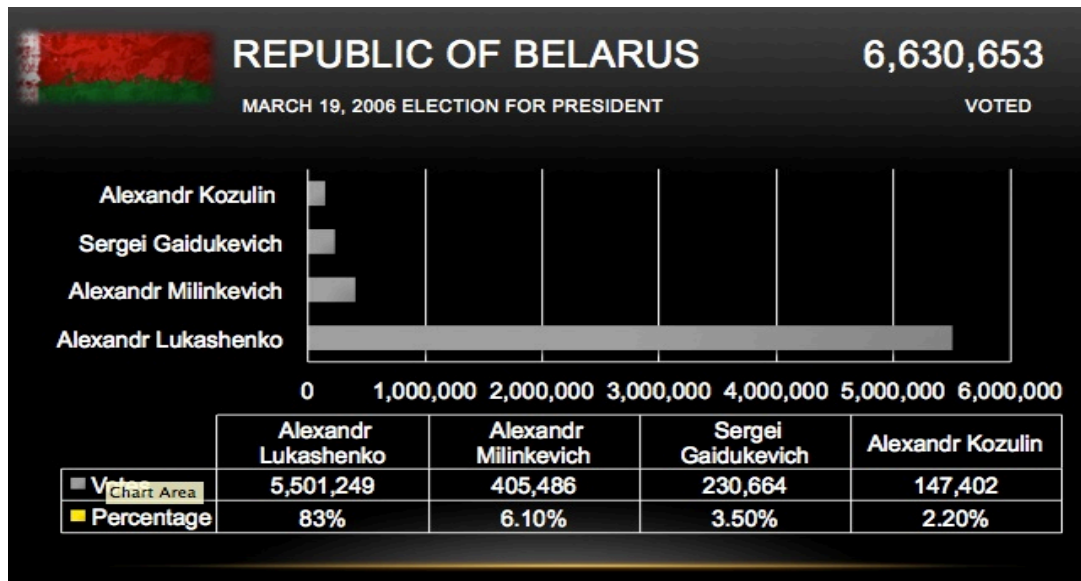 REPUBLIC OF BELARUS
6,630,653
MARCH 19, 2006 ELECTION FOR PRESIDENT
VOTED
Alexandr Kozulin
Sergei Gaidukevich
Alexandr Milinkevich
Alexandr Lukashenko
0 1,000,000 2,000,000 3,000,000 4,000,000 5,000,000 6,000,000
Alexandr Lukashenko Alexandr Milinkevich Sergei Gaidukevich Alexandr Kozulin
Chart Area 5,501,249 405,486 230,664 147,402
Percentage 83% 6.10% 3.50% 2.20%